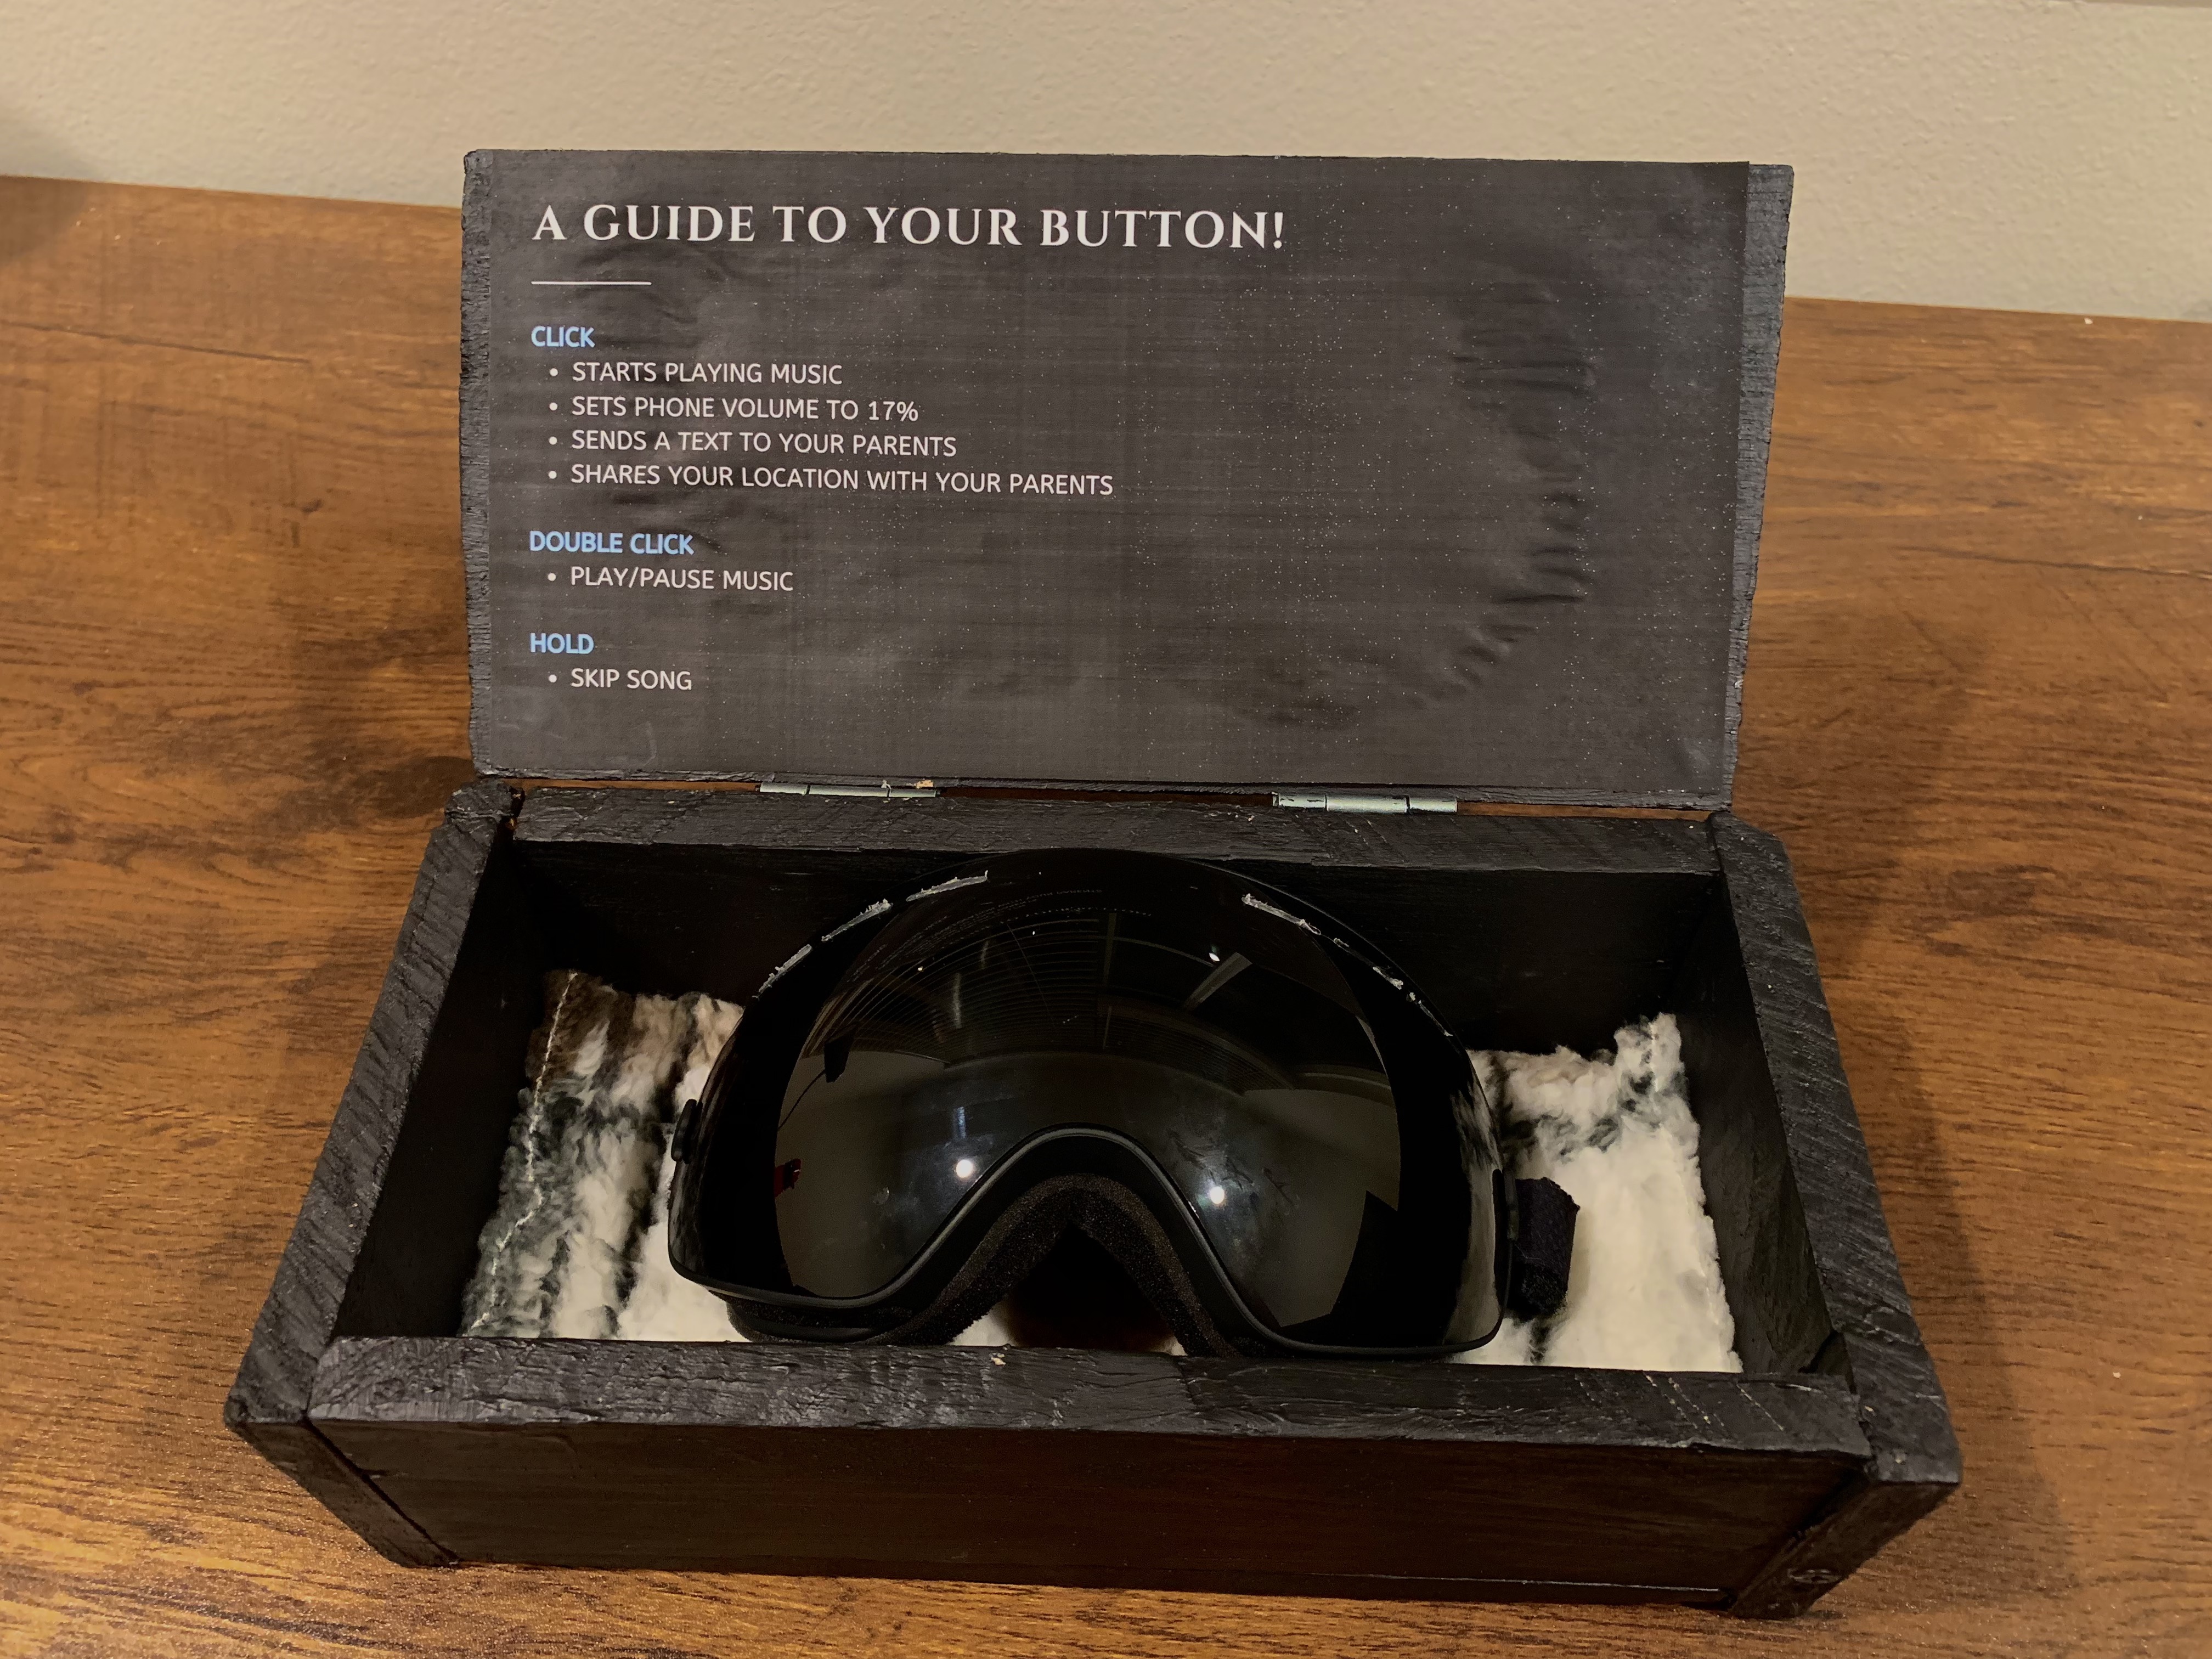 A GUIDE TO YOUR BUTTON!
CLICK
• STARTS PLAYING MUSIC
• SETS PHONE VOLUME TO 17%
• SENDS A TEXT TO YOUR PARENTS
• SHARES YOUR LOCATION WITH YOUR PARENTS
DOUBLE CLICK
• PLAY/PAUSE MUSIC
HOLD
• SKIP SONG